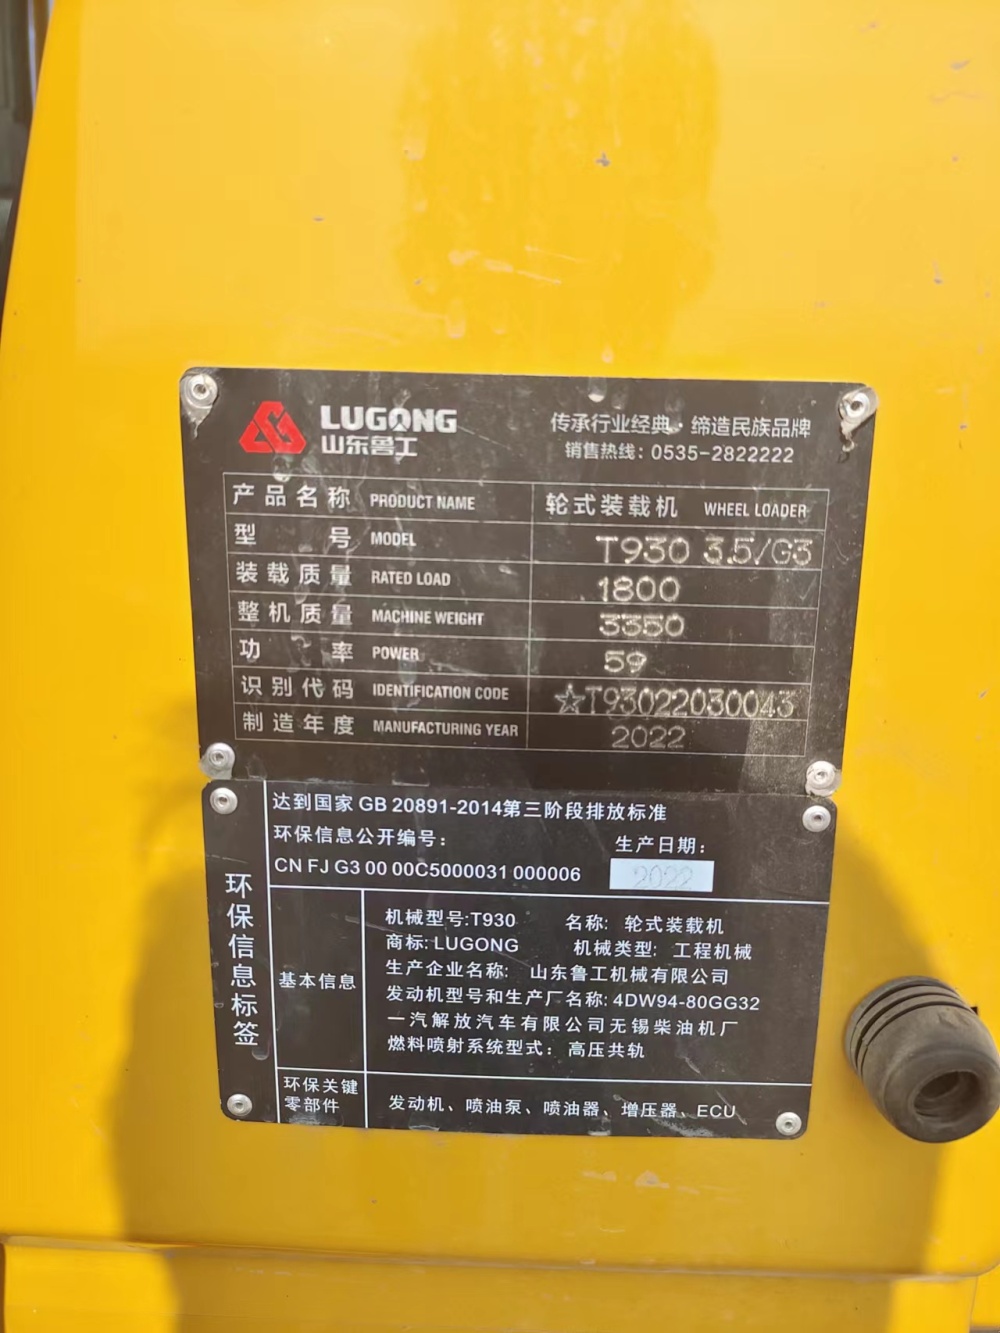 LUGONG
山东鲁工
传承行业经典·缔造民族品牌
销售热线：0535-2822222
产品名称 PRODUCT NAME 轮式装载机 WHEEL LOADER
型号 MODEL T930 3.5/G3
装载质量 RATED LOAD 1800
整机质量 MACHINE WEIGHT 3350
功率 POWER 59
识别代码 IDENTIFICATION CODE ☆T93022030043
制造年度 MANUFACTURING YEAR 2022
环保信息标签
达到国家 GB 20891-2014第三阶段排放标准
环保信息公开编号：
CN FJ G3 00 00C5000031 000006
生产日期：
2022
基本信息
机械型号:T930 名称: 轮式装载机
商标: LUGONG 机械类型: 工程机械
生产企业名称: 山东鲁工机械有限公司
发动机型号和生产厂名称: 4DW94-80GG32
一汽解放汽车有限公司无锡柴油机厂
燃料喷射系统型式: 高压共轨
环保关键
零部件
发动机、喷油泵、喷油器、增压器、ECU